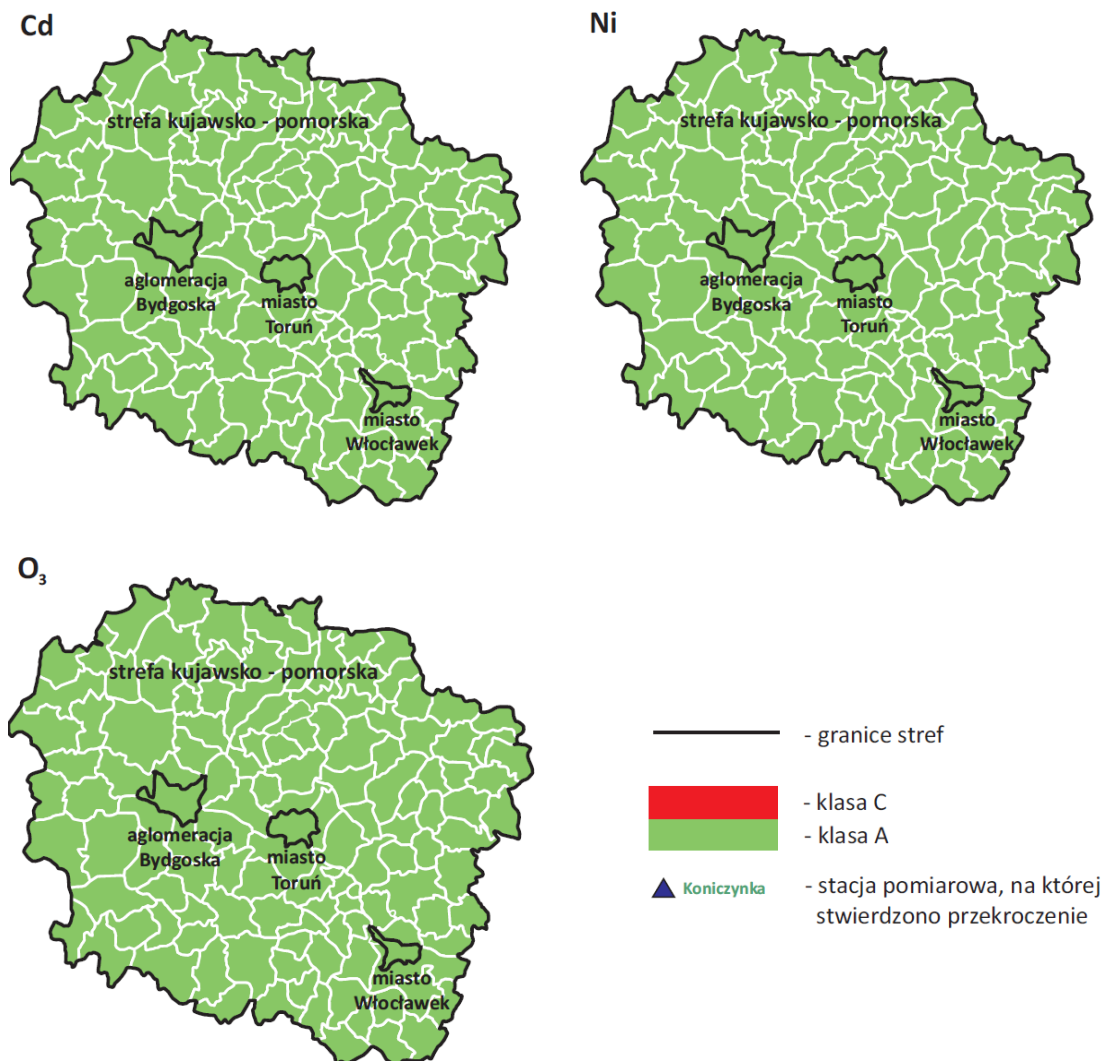 Cd
strefa kujawsko - pomorska
aglomeracja
Bydgoska
miasto
Toruń
miasto
Włocławek
Ni
strefa kujawsko - pomorska
aglomeracja
Bydgoska
miasto
Toruń
miasto
Włocławek
O₃
strefa kujawsko - pomorska
aglomeracja
Bydgoska
miasto
Toruń
miasto
Włocławek
- granice stref
- klasa C
- klasa A
Koniczynka
- stacja pomiarowa, na której
stwierdzono przekroczenie